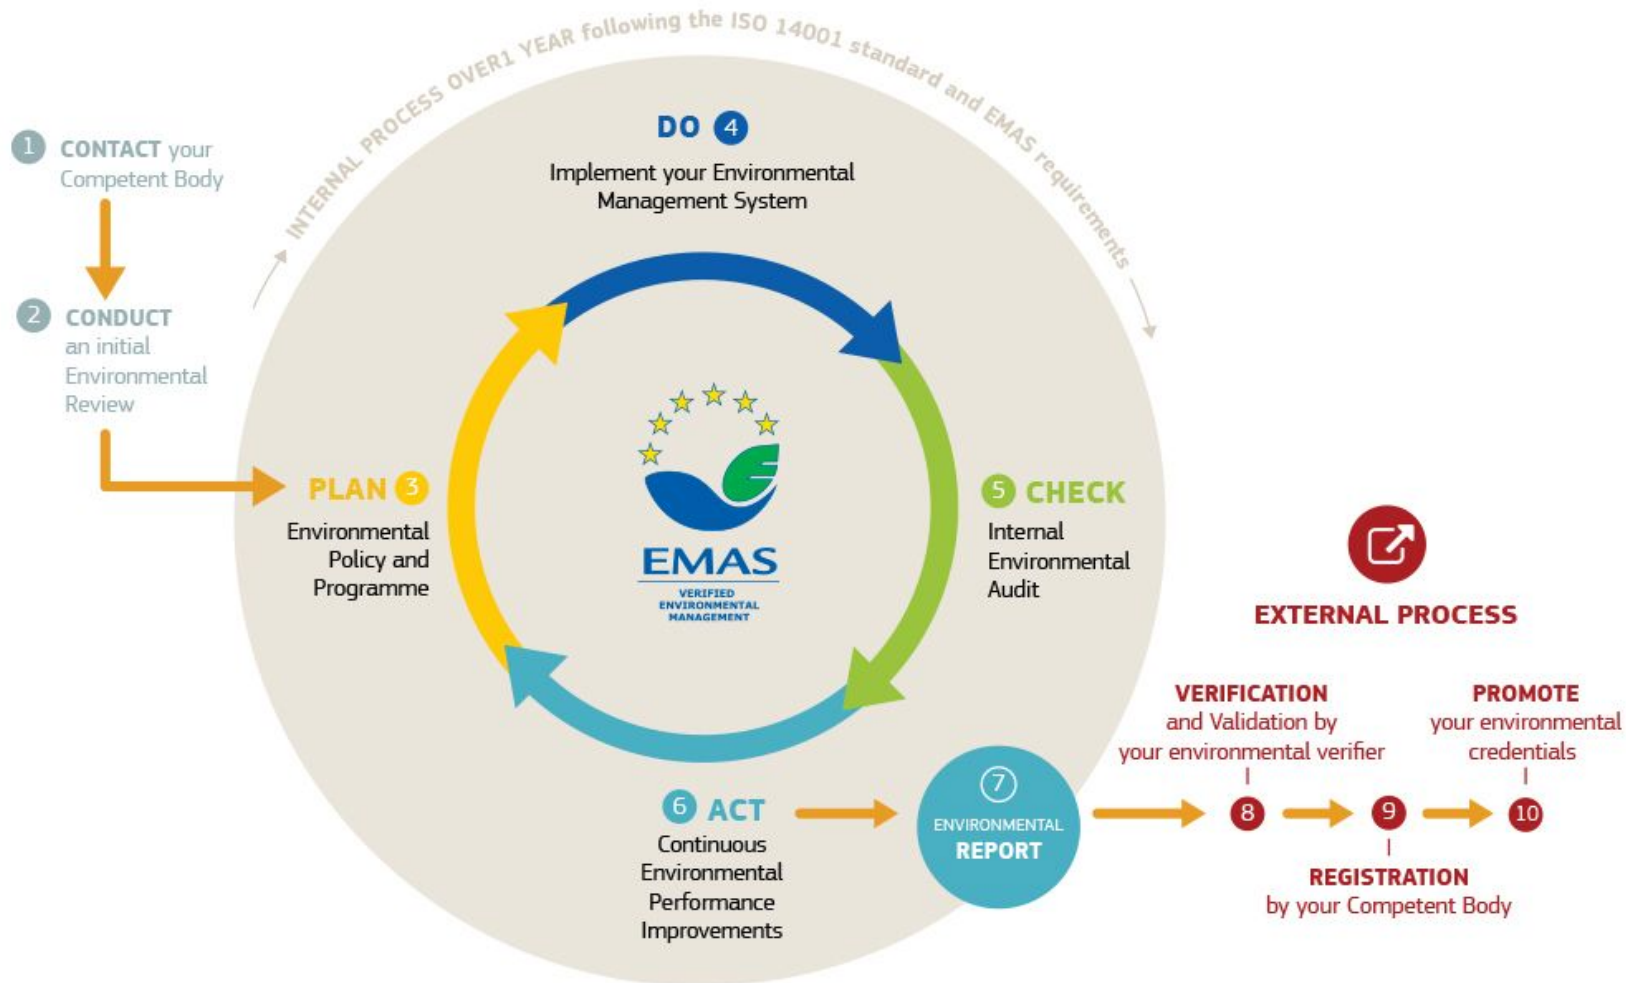 INTERNAL PROCESS OVER1 YEAR following the ISO 14001 standard and EMAS requirements
1 CONTACT your
Competent Body
2 CONDUCT
an initial
Environmental
Review
PLAN 3
Environmental
Policy and
Programme
DO 4
Implement your Environmental
Management System
5 CHECK
Internal
Environmental
Audit
6 ACT
Continuous
Environmental
Performance
Improvements
EMAS
VERIFIED
ENVIRONMENTAL
MANAGEMENT
7
ENVIRONMENTAL
REPORT
EXTERNAL PROCESS
VERIFICATION
and Validation by
your environmental verifier
8
9
REGISTRATION
by your Competent Body
PROMOTE
your environmental
credentials
10